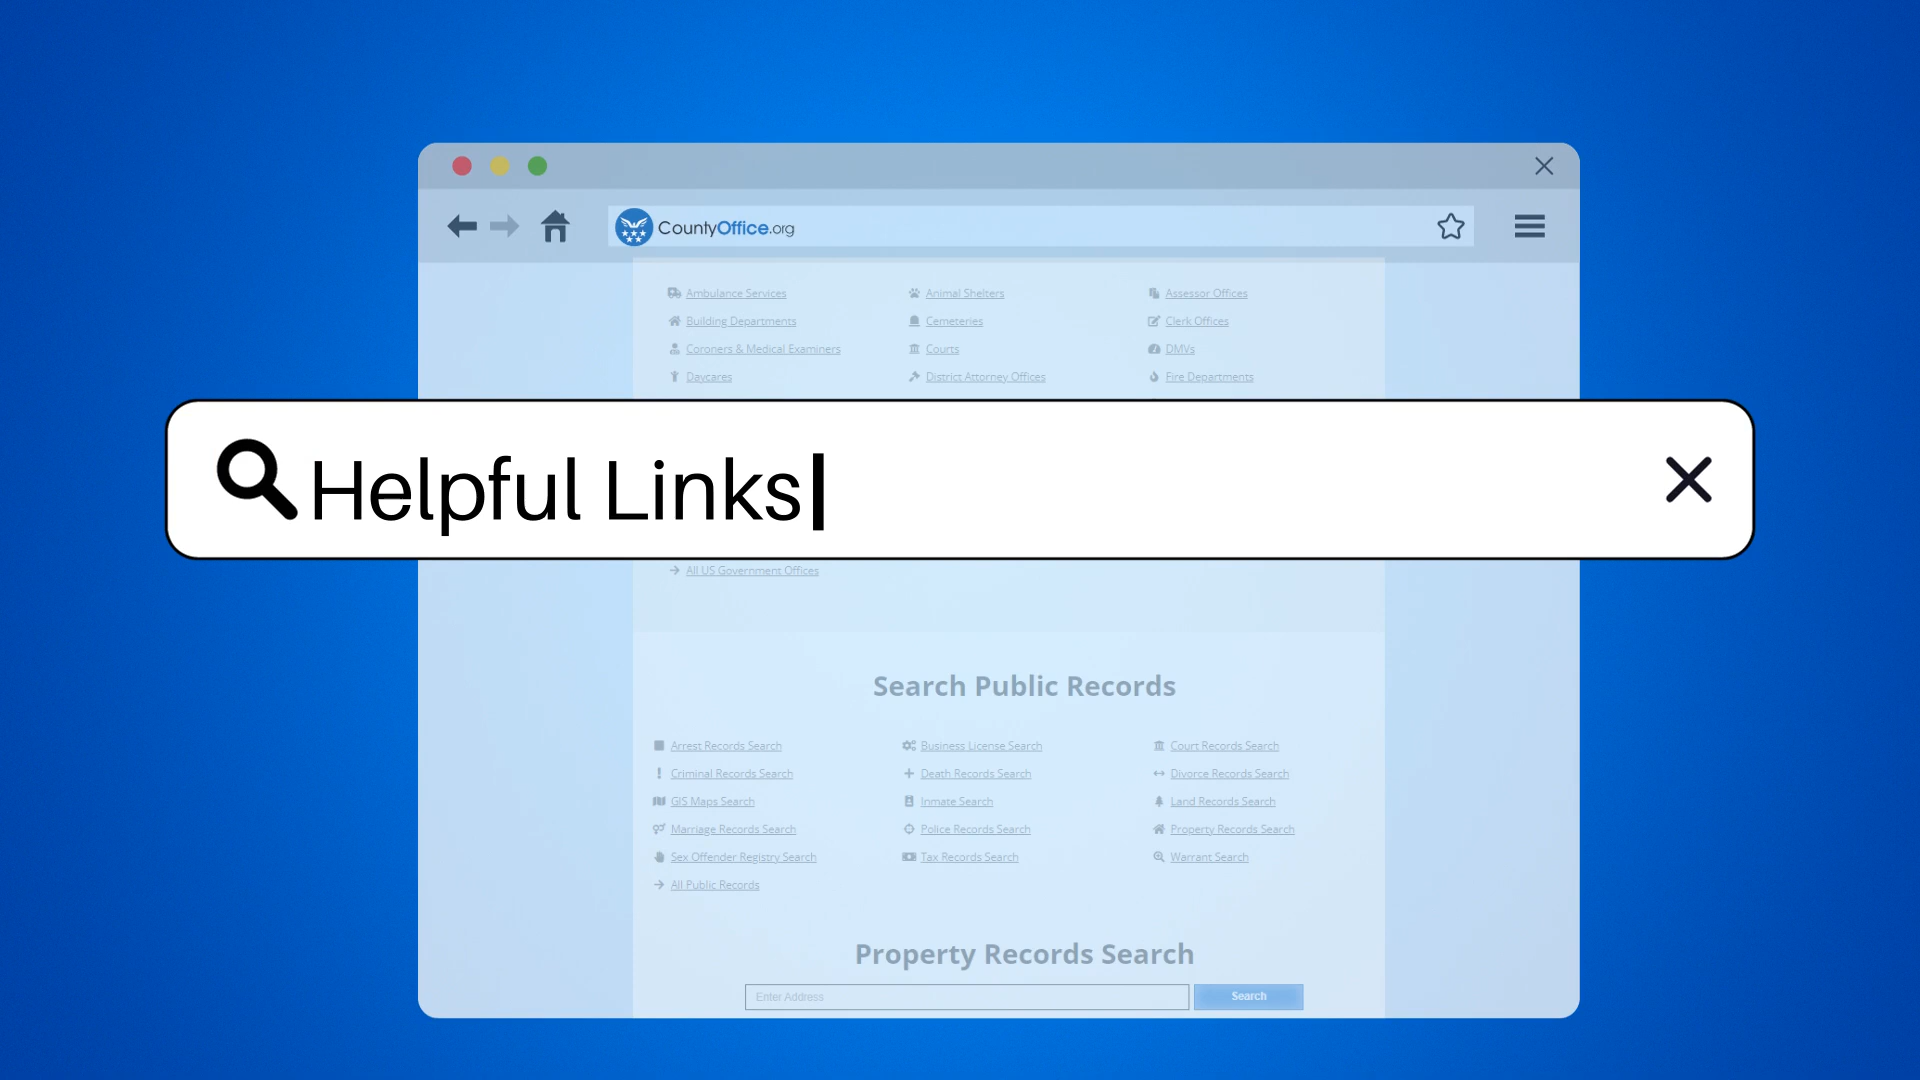 CountyOffice.org
Ambulance Services Animal Shelters Assessor Offices
Building Departments Cemeteries Clerk Offices
Coroners & Medical Examiners Courts DMVs
Daycares District Attorney Offices Fire Departments
Helpful Links
All US Government Offices
Search Public Records
Arrest Records Search Business License Search Court Records Search
Criminal Records Search Death Records Search Divorce Records Search
GIS Maps Search Inmate Search Land Records Search
Marriage Records Search Police Records Search Property Records Search
Sex Offender Registry Search Tax Records Search Warrant Search
All Public Records
Property Records Search
Enter Address Search